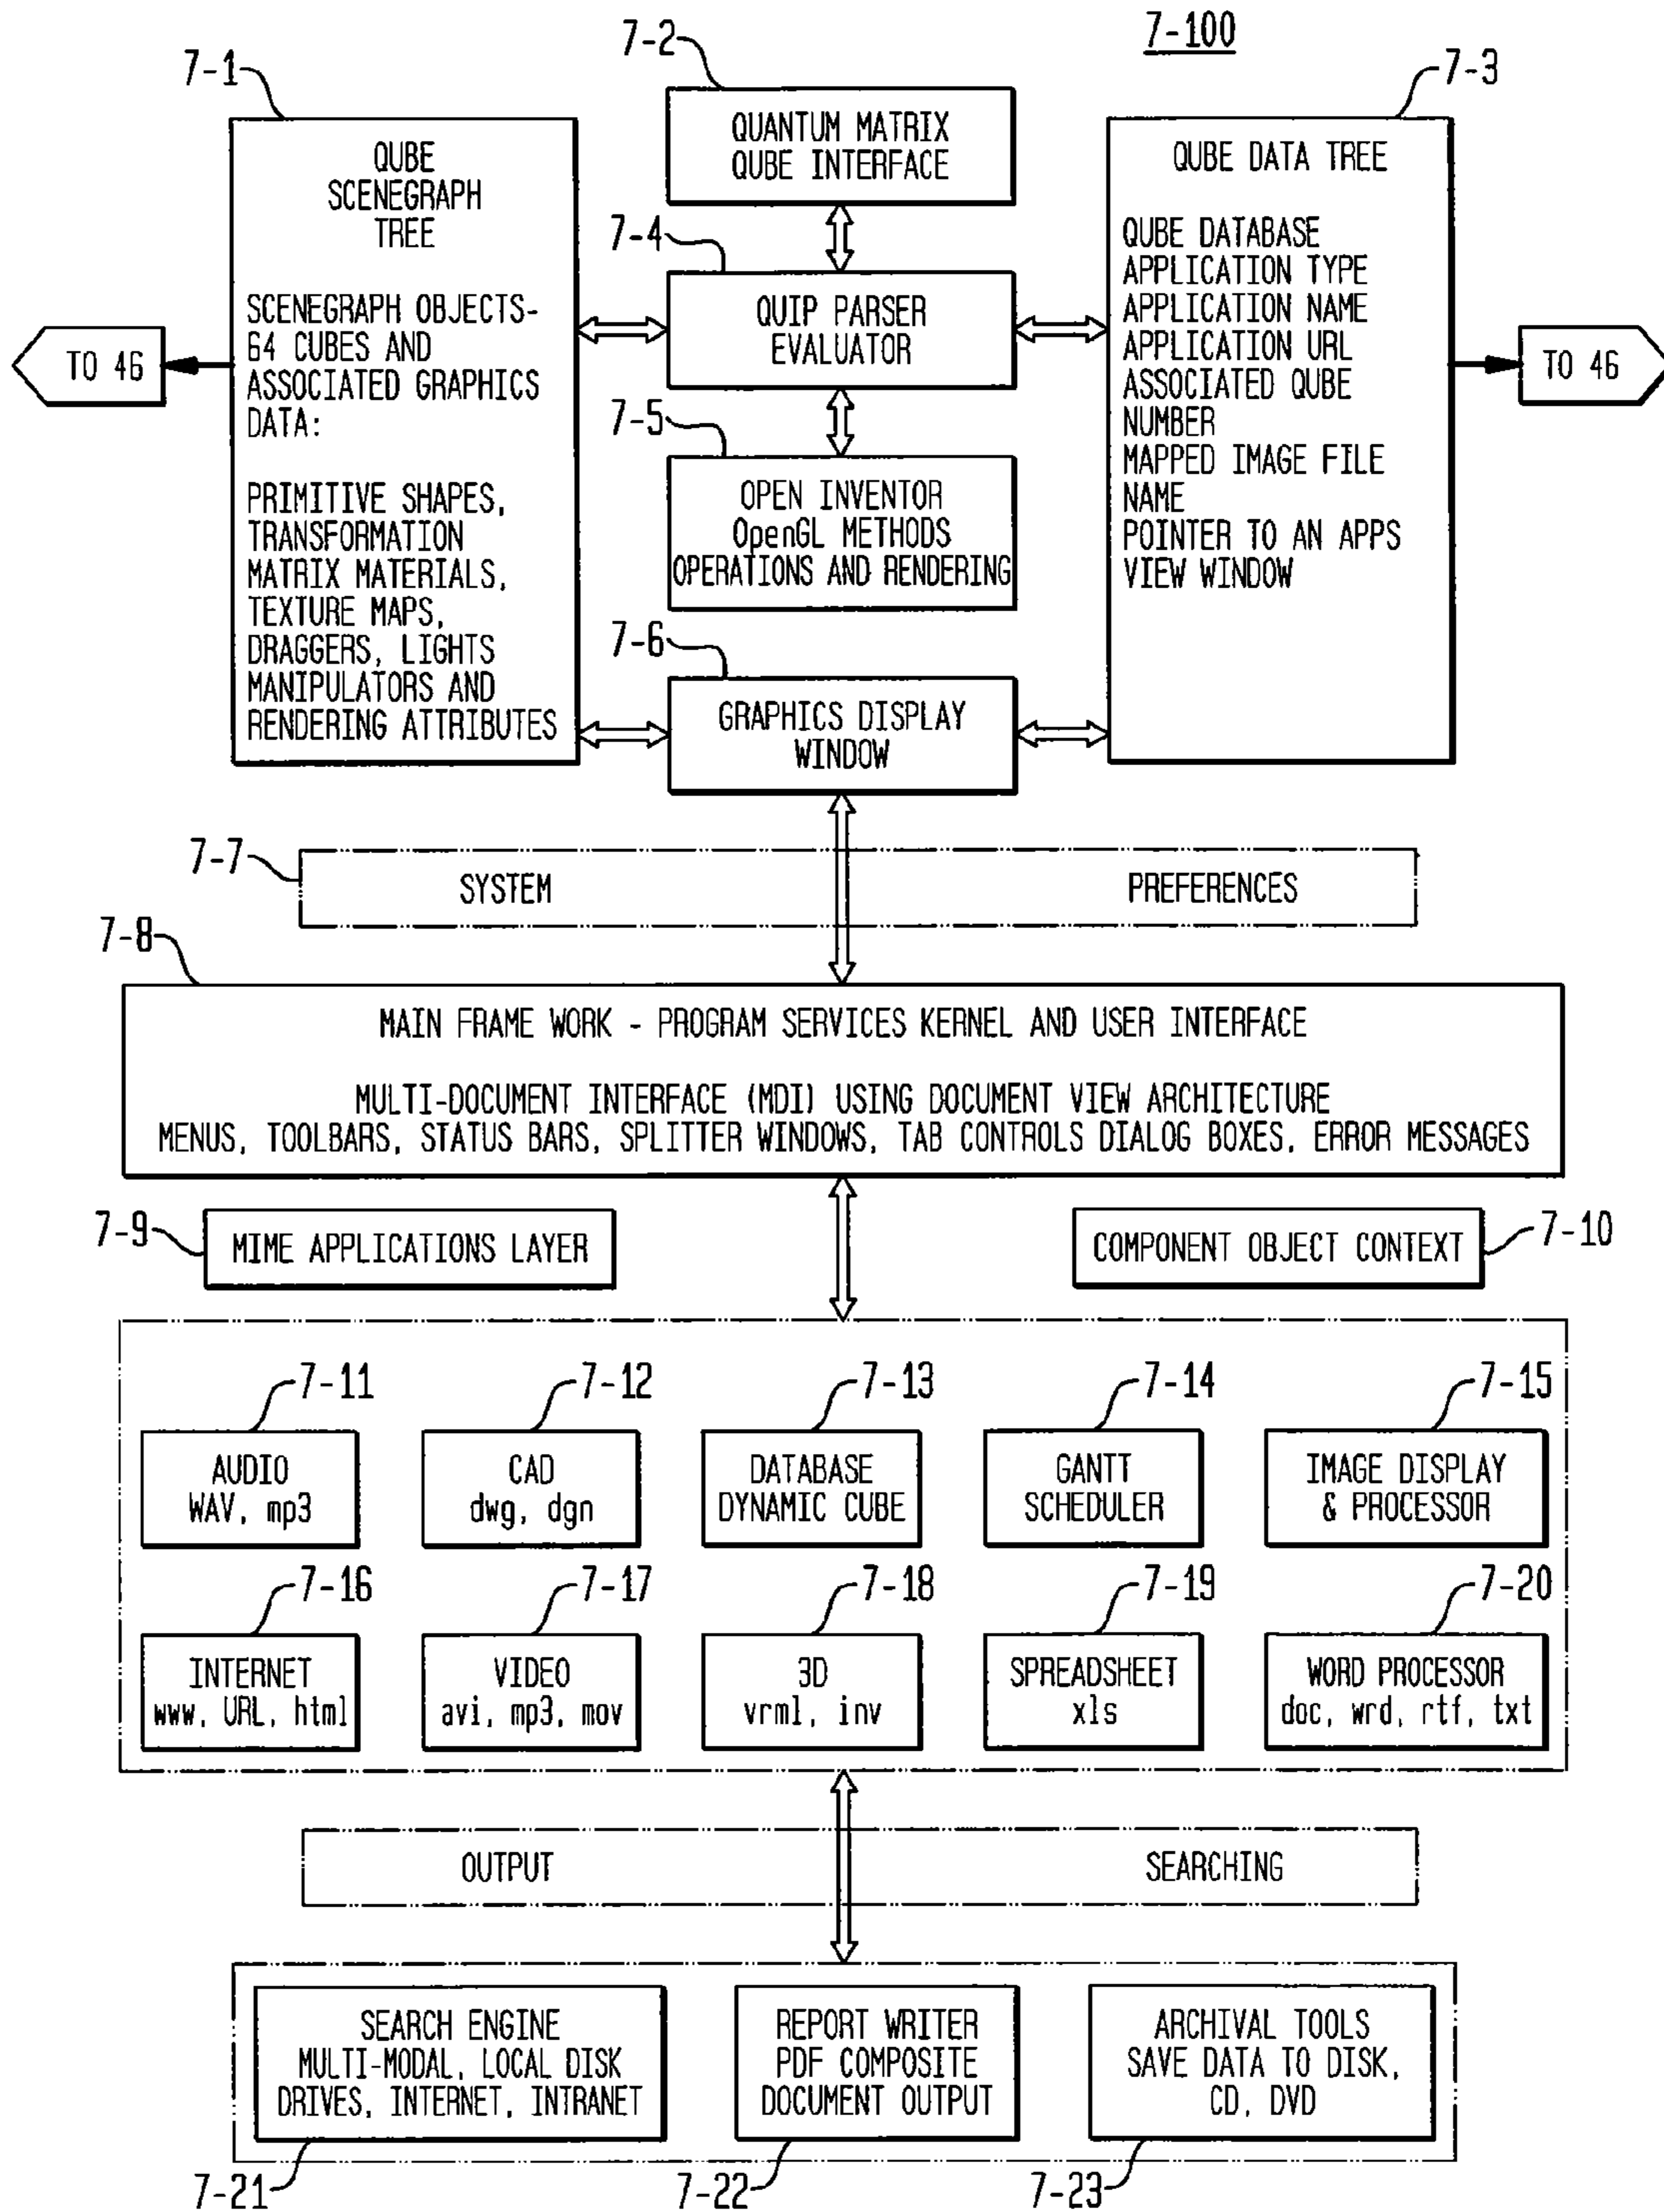 7-100
7-1
QUBE
SCENEGRAPH
TREE
SCENEGRAPH OBJECTS-
64 CUBES AND
ASSOCIATED GRAPHICS
DATA:
PRIMITIVE SHAPES,
TRANSFORMATION
MATRIX MATERIALS,
TEXTURE MAPS,
DRAGGERS, LIGHTS
MANIPULATORS AND
RENDERING ATTRIBUTES
TO 46
7-2
QUANTUM MATRIX
QUBE INTERFACE
7-4
QUIP PARSER
EVALUATOR
7-5
OPEN INVENTOR
OpenGL METHODS
OPERATIONS AND RENDERING
7-6
GRAPHICS DISPLAY
WINDOW
7-3
QUBE DATA TREE
QUBE DATABASE
APPLICATION TYPE
APPLICATION NAME
APPLICATION URL
ASSOCIATED QUBE
NUMBER
MAPPED IMAGE FILE
NAME
POINTER TO AN APPS
VIEW WINDOW
TO 46
7-7
SYSTEM
PREFERENCES
7-8
MAIN FRAME WORK - PROGRAM SERVICES KERNEL AND USER INTERFACE
MULTI-DOCUMENT INTERFACE (MDI) USING DOCUMENT VIEW ARCHITECTURE
MENUS, TOOLBARS, STATUS BARS, SPLITTER WINDOWS, TAB CONTROLS DIALOG BOXES, ERROR MESSAGES
7-9
MIME APPLICATIONS LAYER
COMPONENT OBJECT CONTEXT
7-10
7-11
AUDIO
WAV, mp3
7-12
CAD
dwg, dgn
7-13
DATABASE
DYNAMIC CUBE
7-14
GANTT
SCHEDULER
7-15
IMAGE DISPLAY
& PROCESSOR
7-16
INTERNET
www, URL, html
7-17
VIDEO
avi, mp3, mov
7-18
3D
vrml, inv
7-19
SPREADSHEET
xls
7-20
WORD PROCESSOR
doc, wrd, rtf, txt
OUTPUT
SEARCHING
SEARCH ENGINE
MULTI-MODAL, LOCAL DISK
DRIVES, INTERNET, INTRANET
7-21
REPORT WRITER
PDF COMPOSITE
DOCUMENT OUTPUT
7-22
ARCHIVAL TOOLS
SAVE DATA TO DISK,
CD, DVD
7-23